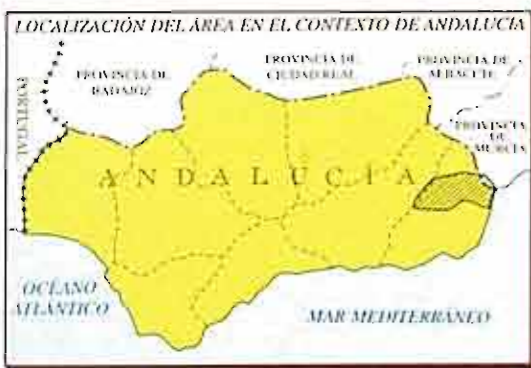 LOCALIZACIÓN DEL ÁREA EN EL CONTEXTO DE ANDALUCIA
PROVINCIA DE
BADAJOZ
PROVINCIA DE
CIUDAD REAL
PROVINCIA DE
ALBACETE
PROVINCIA
DE
MURCIA
PORTUGAL
ANDALUCIA
OCÉANO
ATLÁNTICO
MAR MEDITERRÁNEO